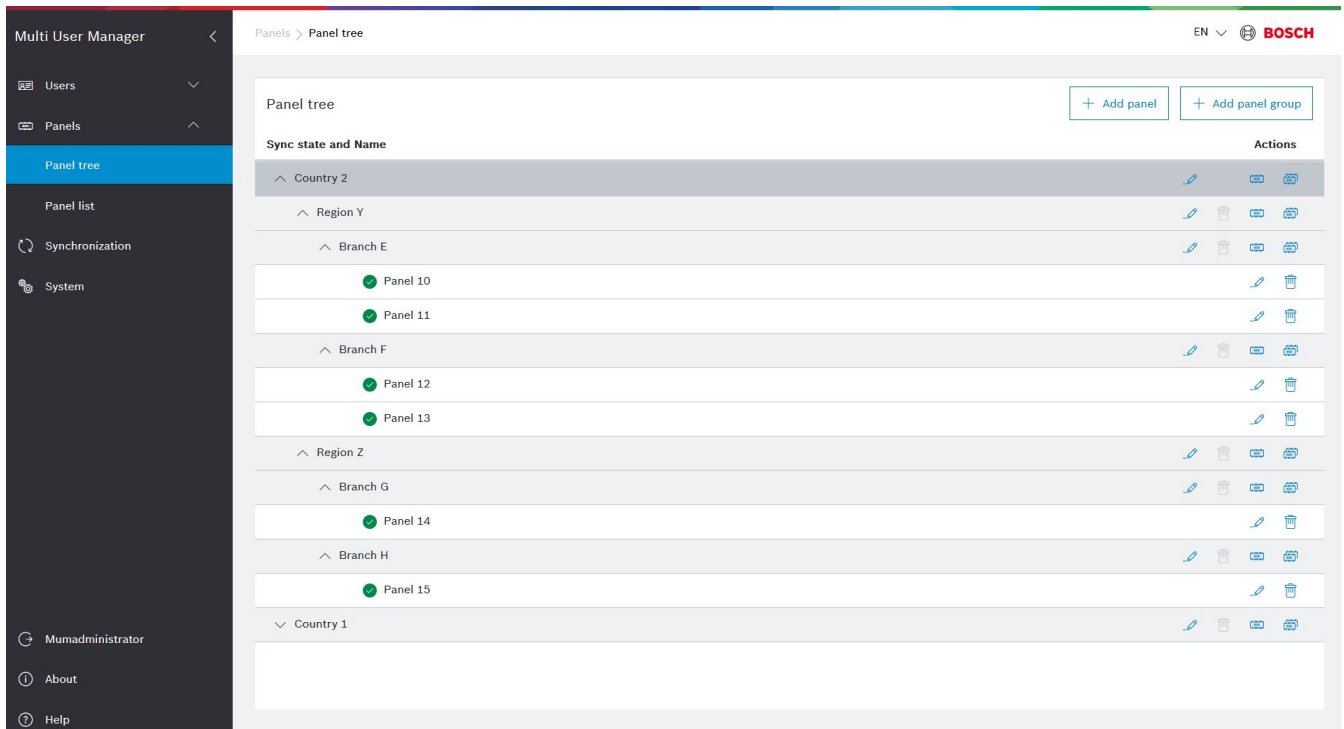 Multi User Manager
Panels > Panel tree
EN
BOSCH
Users
Panels
Panel tree
Panel list
Synchronization
System
Mumadministrator
About
Help
Panel tree
+ Add panel
+ Add panel group
Sync state and Name
Actions
Country 2
Region Y
Branch E
Panel 10
Panel 11
Branch F
Panel 12
Panel 13
Region Z
Branch G
Panel 14
Branch H
Panel 15
Country 1